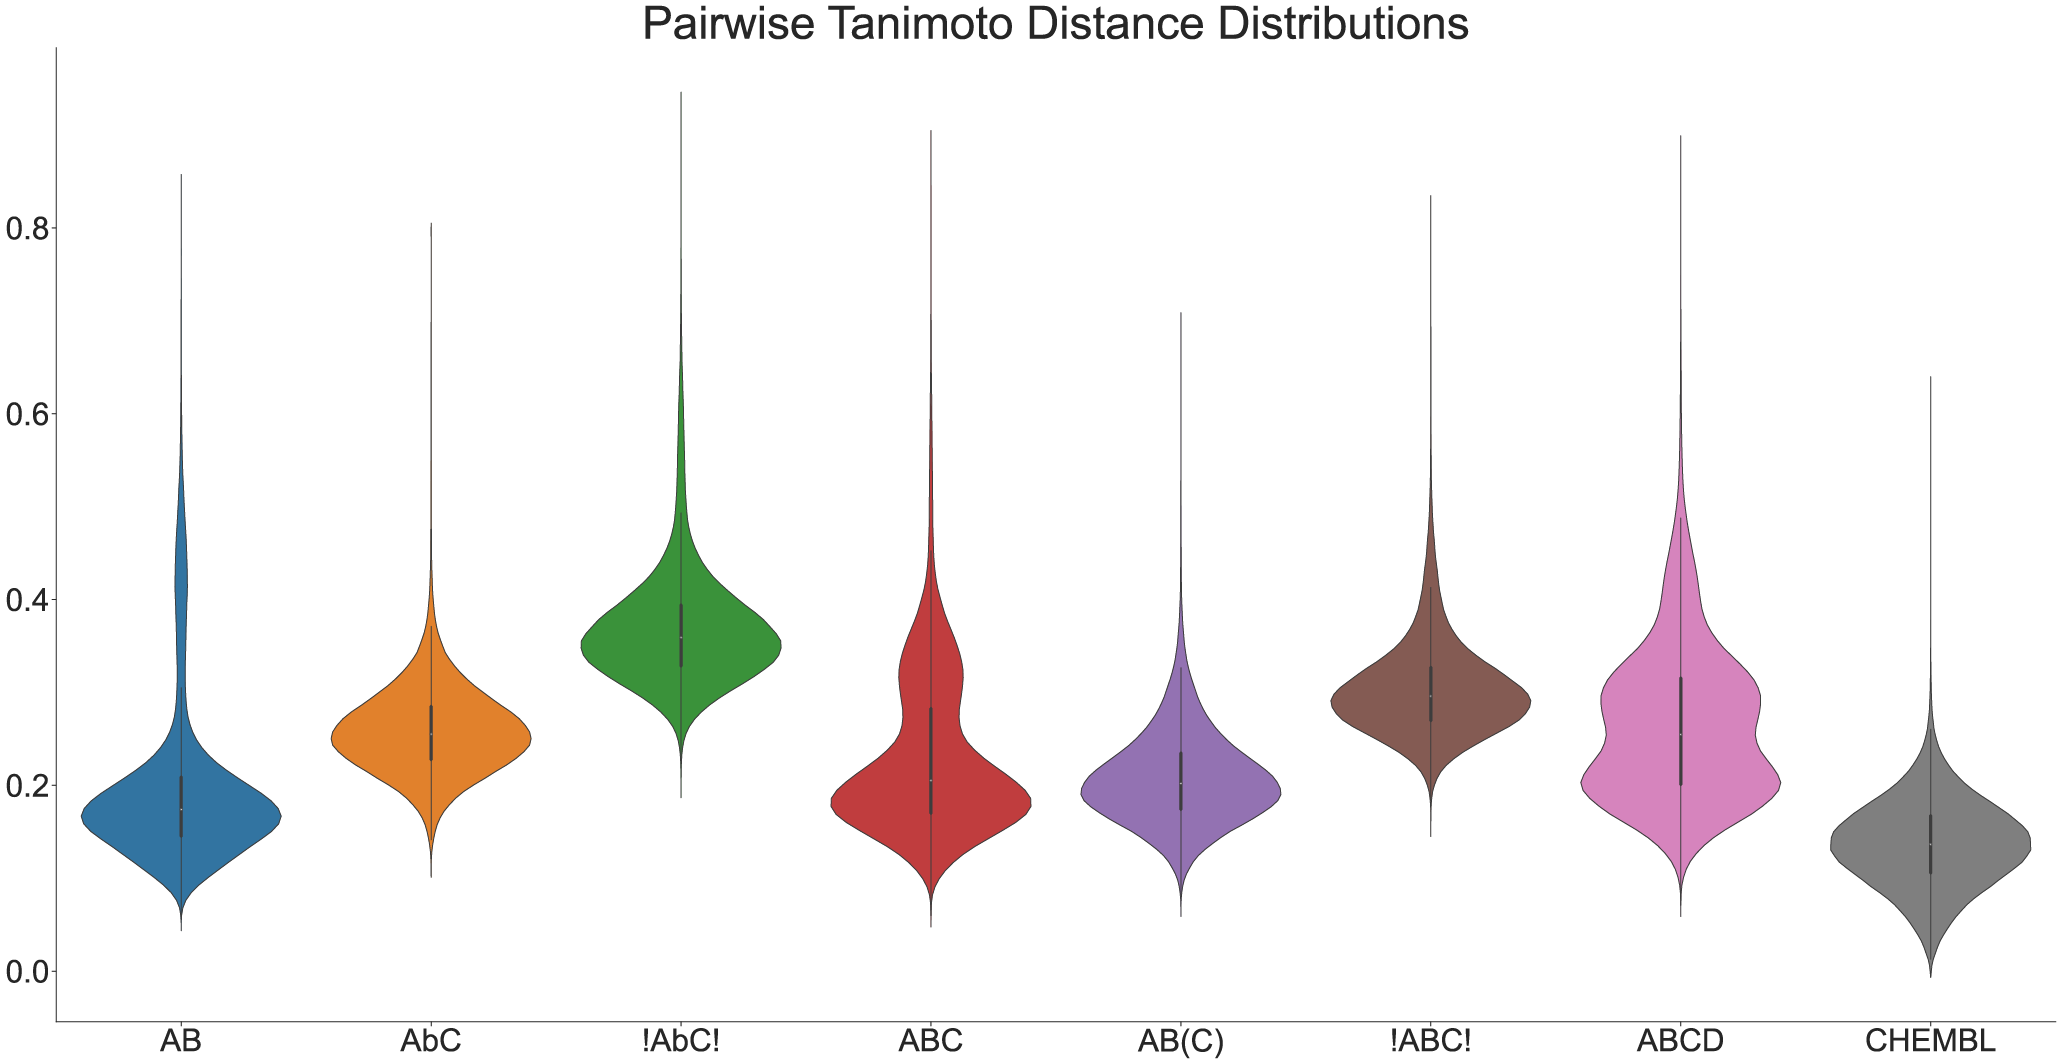 Pairwise Tanimoto Distance Distributions
0.8
0.6
0.4
0.2
0.0
AB AbC !AbC! ABC AB(C) !ABC! ABCD CHEMBL